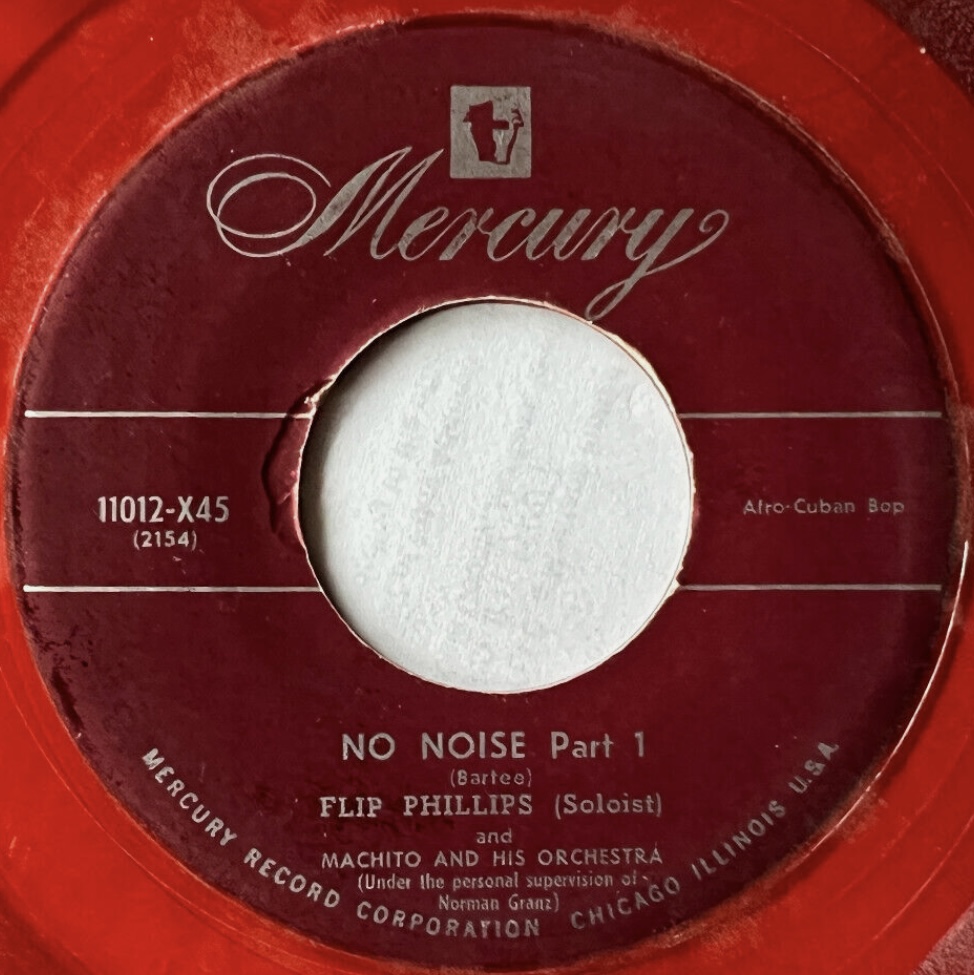 Mercury
11012-X45
(2154)
Afro-Cuban Bop
NO NOISE Part 1
(Bartee)
FLIP PHILLIPS (Soloist)
and
MACHITO AND HIS ORCHESTRA
(Under the personal supervision of
Norman Granz)
MERCURY RECORD CORPORATION CHICAGO ILLINOIS U.S.A.